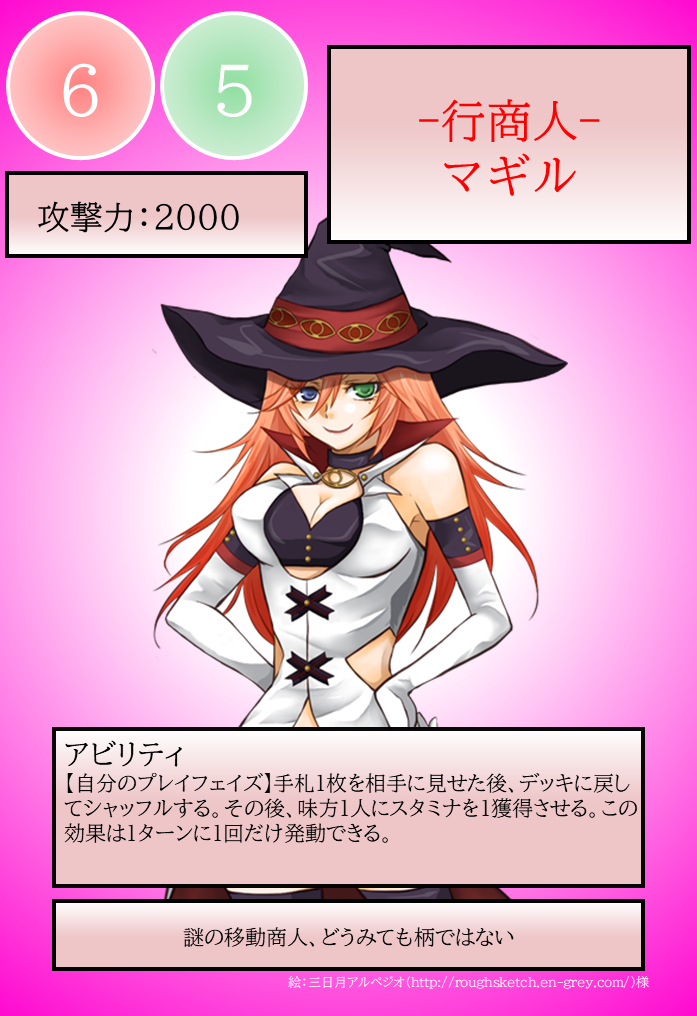 6
5
-行商人-
マギル
攻撃力:2000
アビリティ
【自分のプレイフェイズ】手札1枚を相手に見せた後、デッキに戻し
てシャッフルする。その後、味方1人にスタミナを1獲得させる。この
効果は1ターンに1回だけ発動できる。
謎の移動商人、どうみても柄ではない
絵:三日月アルペジオ(http://roughsketch.en-grey.com/)様